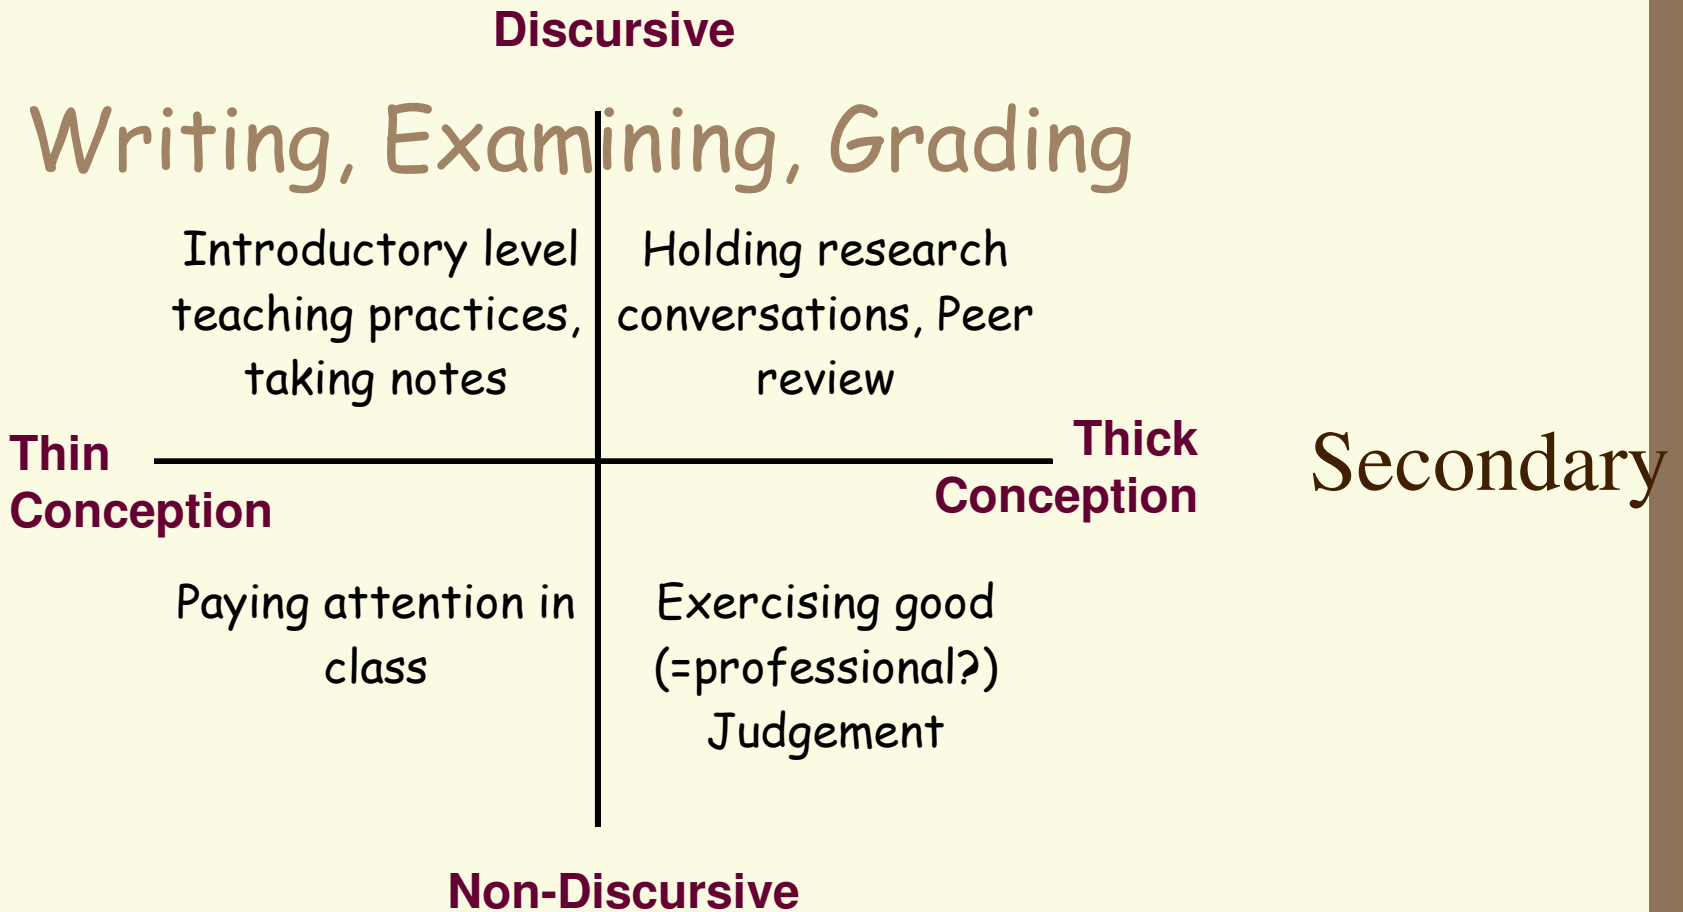 Discursive
Writing, Examining, Grading
Introductory level
teaching practices,
taking notes
Holding research
conversations, Peer
review
Thin
Conception
Thick
Conception
Secondary
Paying attention in
class
Exercising good
(=professional?)
Judgement
Non-Discursive